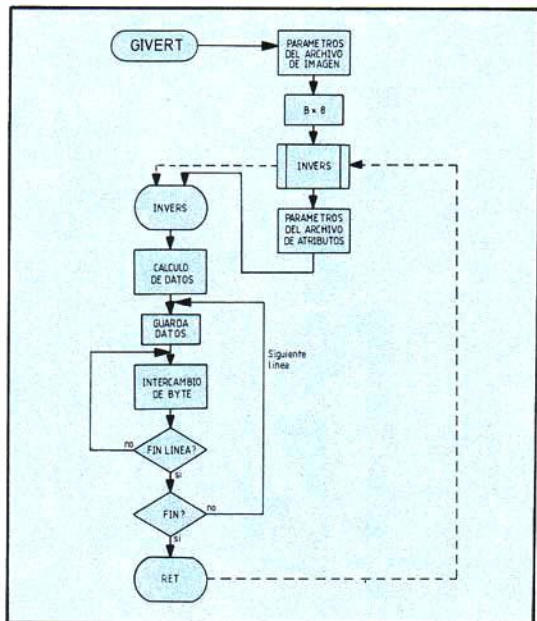 GIVERT
PARAMETROS
DEL ARCHIVO
DE IMAGEN
B × 8
INVERS
INVERS
PARAMETROS
DEL ARCHIVO
DE ATRIBUTOS
CALCULO
DE DATOS
GUARDA
DATOS
Siguiente
linea
INTERCAMBIO
DE BYTE
no
FIN LINEA?
si
FIN?
no
si
RET